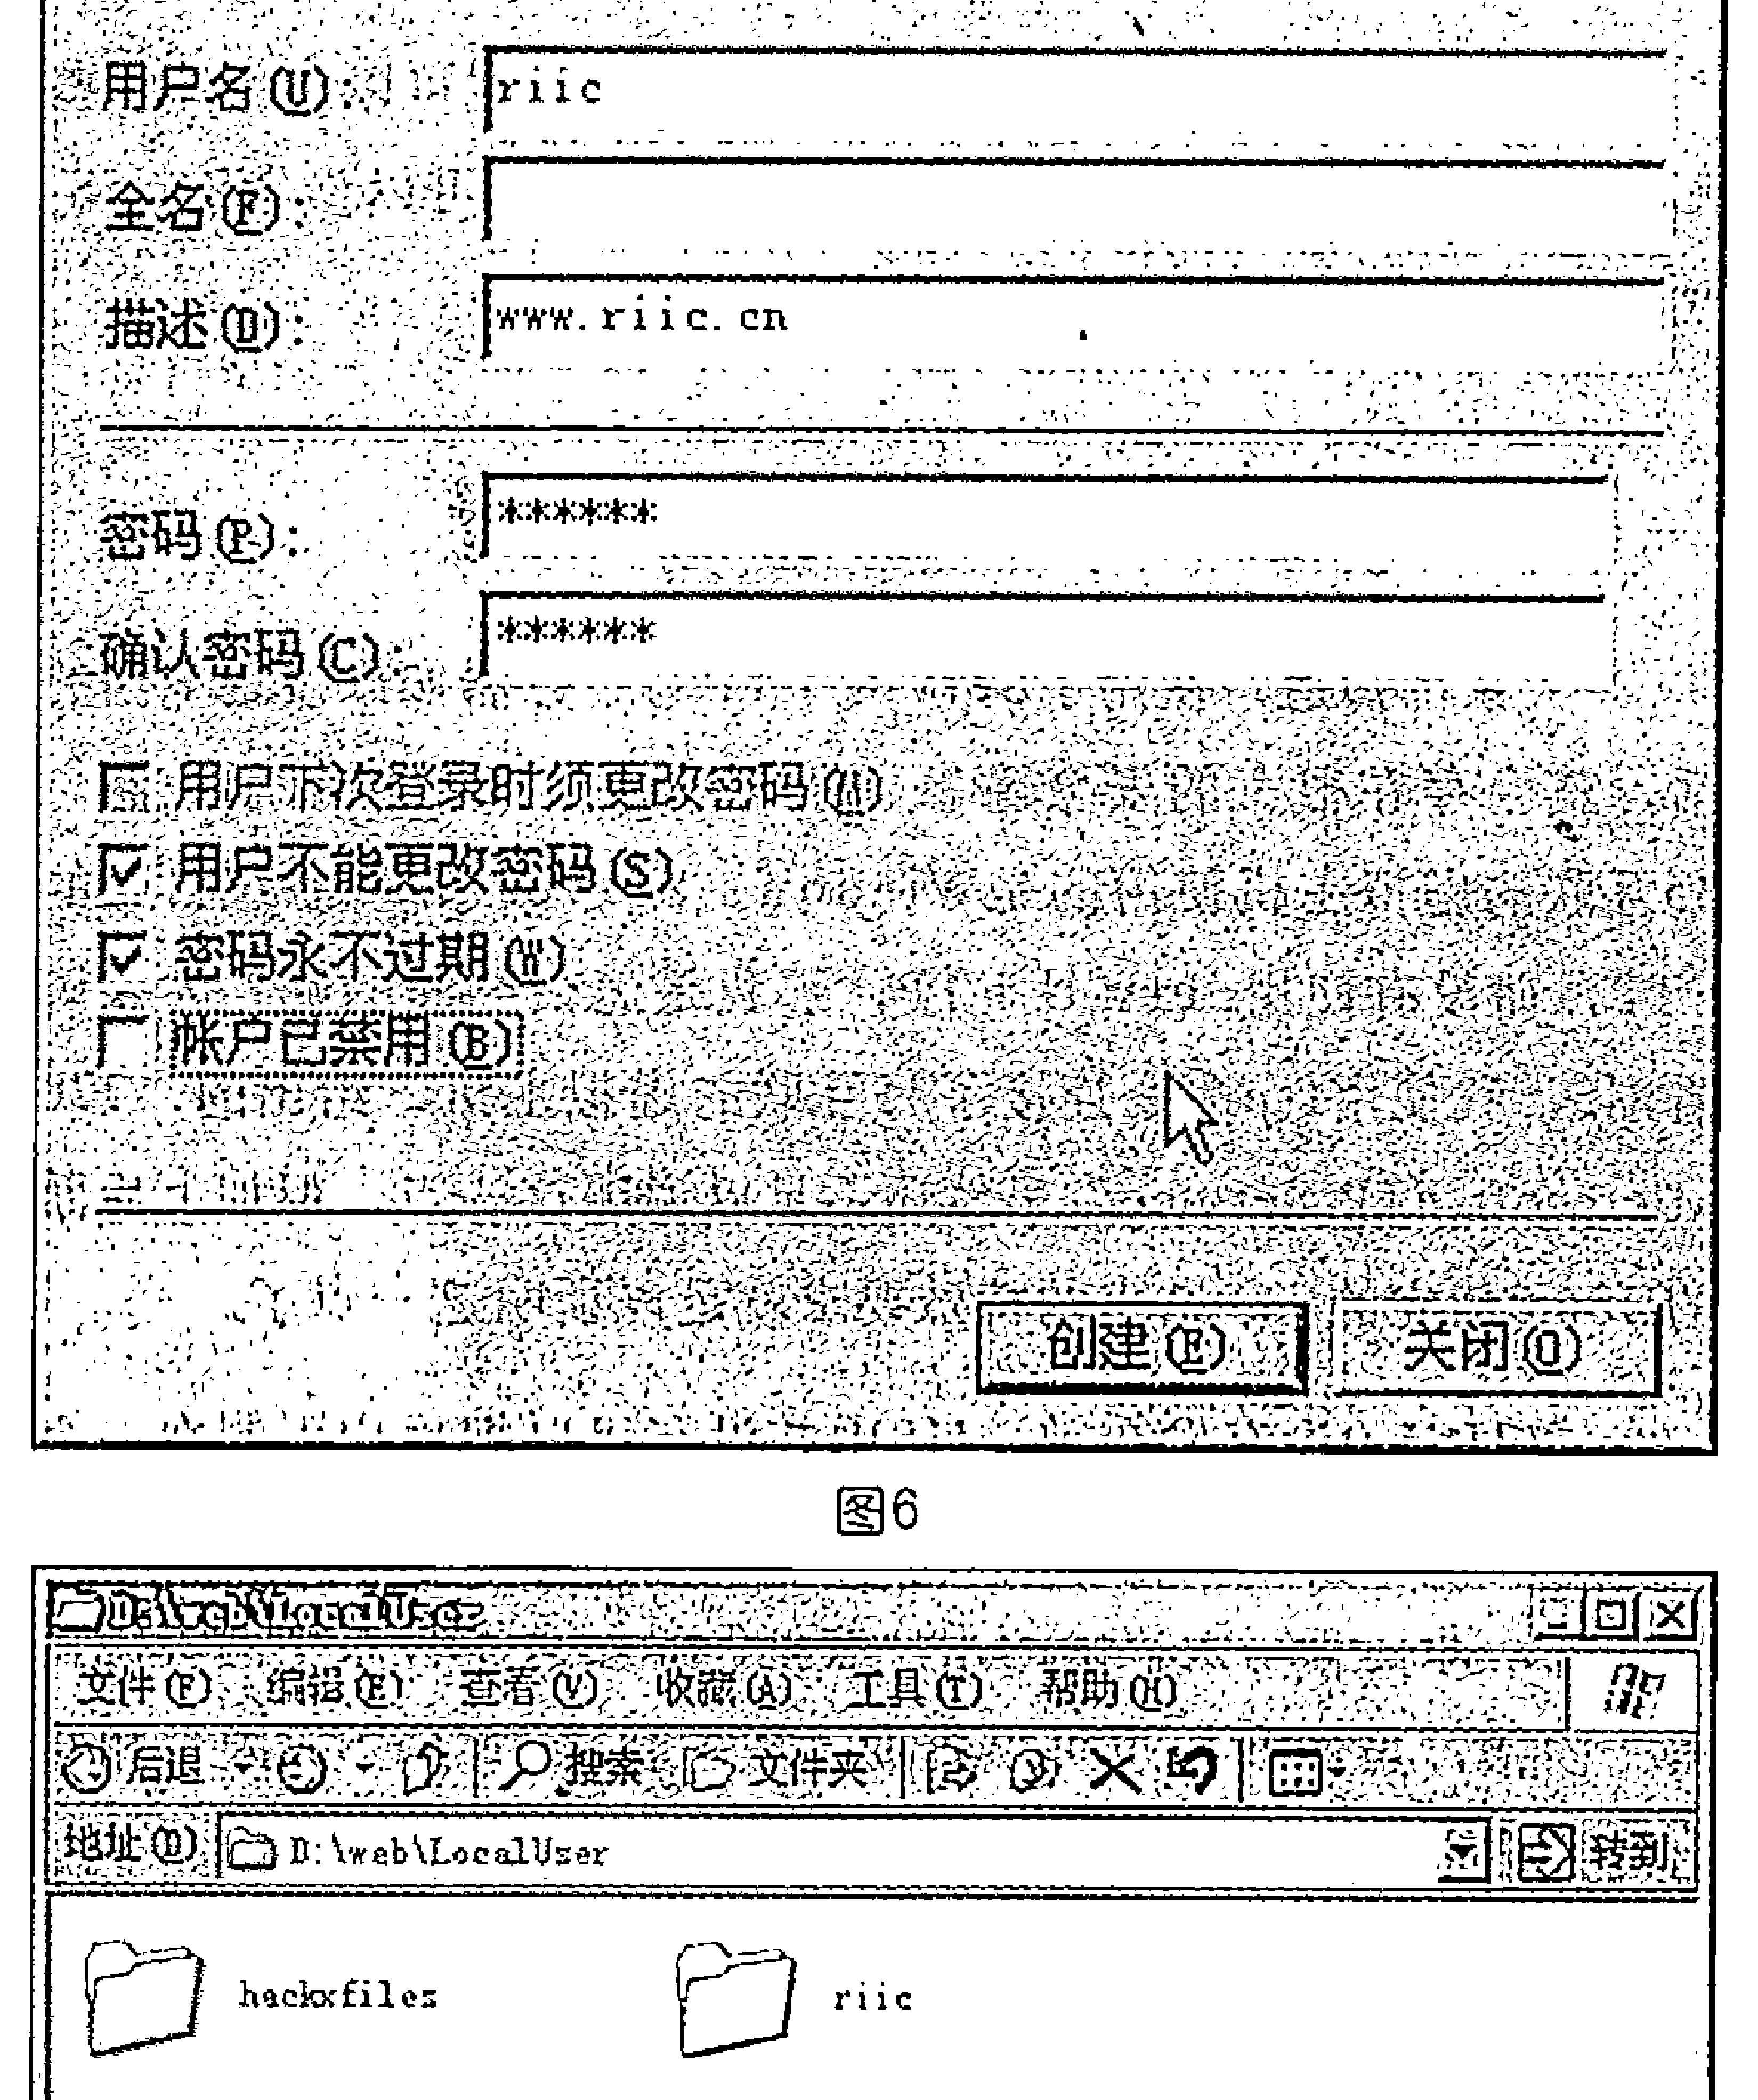 用户名(U): riic
全名(F):
描述(D): www.riic.cn
密码(P): ******
确认密码(C): ******
用户下次登录时须更改密码(M)
用户不能更改密码(S)
密码永不过期(W)
帐户已禁用(B)
创建(E) 关闭(O)
图6
D:\web\LocalUser
文件(F) 编辑(E) 查看(V) 收藏(A) 工具(T) 帮助(H)
后退 搜索 文件夹
地址(D) D:\web\LocalUser 转到
hackxfiles riic